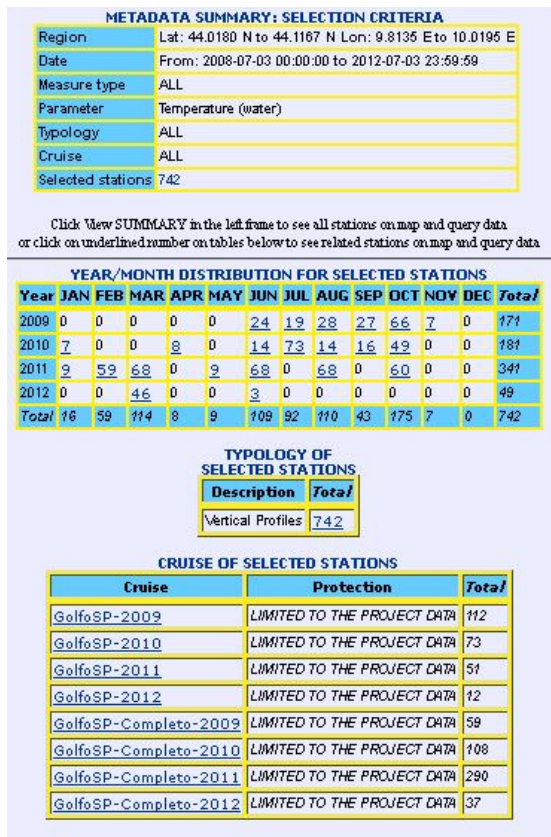 METADATA SUMMARY: SELECTION CRITERIA
Region Lat: 44.0180 N to 44.1167 N Lon: 9.8135 E to 10.0195 E
Date From: 2008-07-03 00:00:00 to 2012-07-03 23:59:59
Measure type ALL
Parameter Temperature (water)
Typology ALL
Cruise ALL
Selected stations 742
Click View SUMMARY in the left frame to see all stations on map and query data
or click on underlined number on tables below to see related stations on map and query data
YEAR/MONTH DISTRIBUTION FOR SELECTED STATIONS
Year JAN FEB MAR APR MAY JUN JUL AUG SEP OCT NOV DEC Total
2009 0 0 0 0 0 24 19 28 27 66 7 0 171
2010 7 0 0 8 0 14 73 14 16 49 0 0 181
2011 9 59 68 0 9 68 0 68 0 60 0 0 341
2012 0 0 46 0 0 3 0 0 0 0 0 0 49
Total 16 59 114 8 9 109 92 110 43 175 7 0 742
TYPOLOGY OF
SELECTED STATIONS
Description Total
Vertical Profiles 742
CRUISE OF SELECTED STATIONS
Cruise Protection Total
GolfoSP-2009 LIMITED TO THE PROJECT DATA 112
GolfoSP-2010 LIMITED TO THE PROJECT DATA 73
GolfoSP-2011 LIMITED TO THE PROJECT DATA 51
GolfoSP-2012 LIMITED TO THE PROJECT DATA 12
GolfoSP-Completo-2009 LIMITED TO THE PROJECT DATA 59
GolfoSP-Completo-2010 LIMITED TO THE PROJECT DATA 108
GolfoSP-Completo-2011 LIMITED TO THE PROJECT DATA 290
GolfoSP-Completo-2012 LIMITED TO THE PROJECT DATA 37